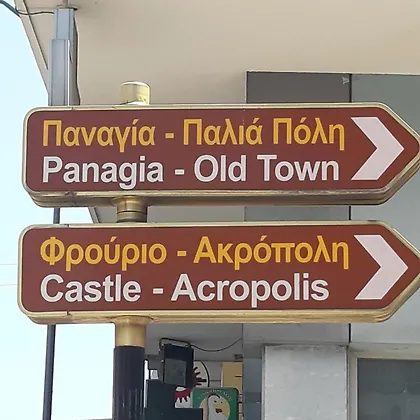 Παναγία - Παλιά Πόλη
Panagia - Old Town
Φρούριο - Ακρόπολη
Castle - Acropolis